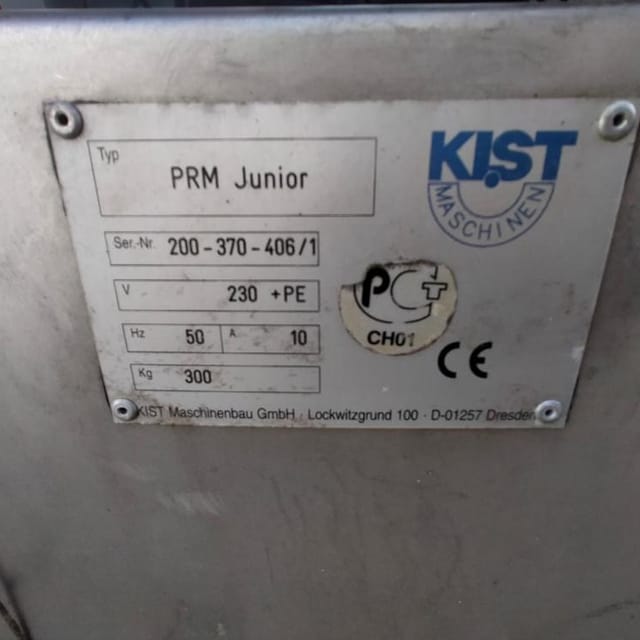 Typ PRM Junior
KIST
MASCHINEN
Ser.-Nr. 200-370-406/1
V 230 +PE
Hz 50 A 10
Kg 300
PCT
CH01
CE
KIST Maschinenbau GmbH · Lockwitzgrund 100 · D-01257 Dresden